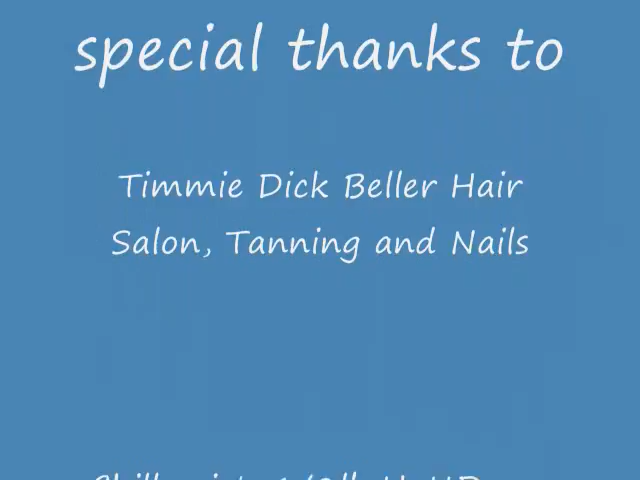 special thanks to
Timmie Dick Beller Hair
Salon, Tanning and Nails